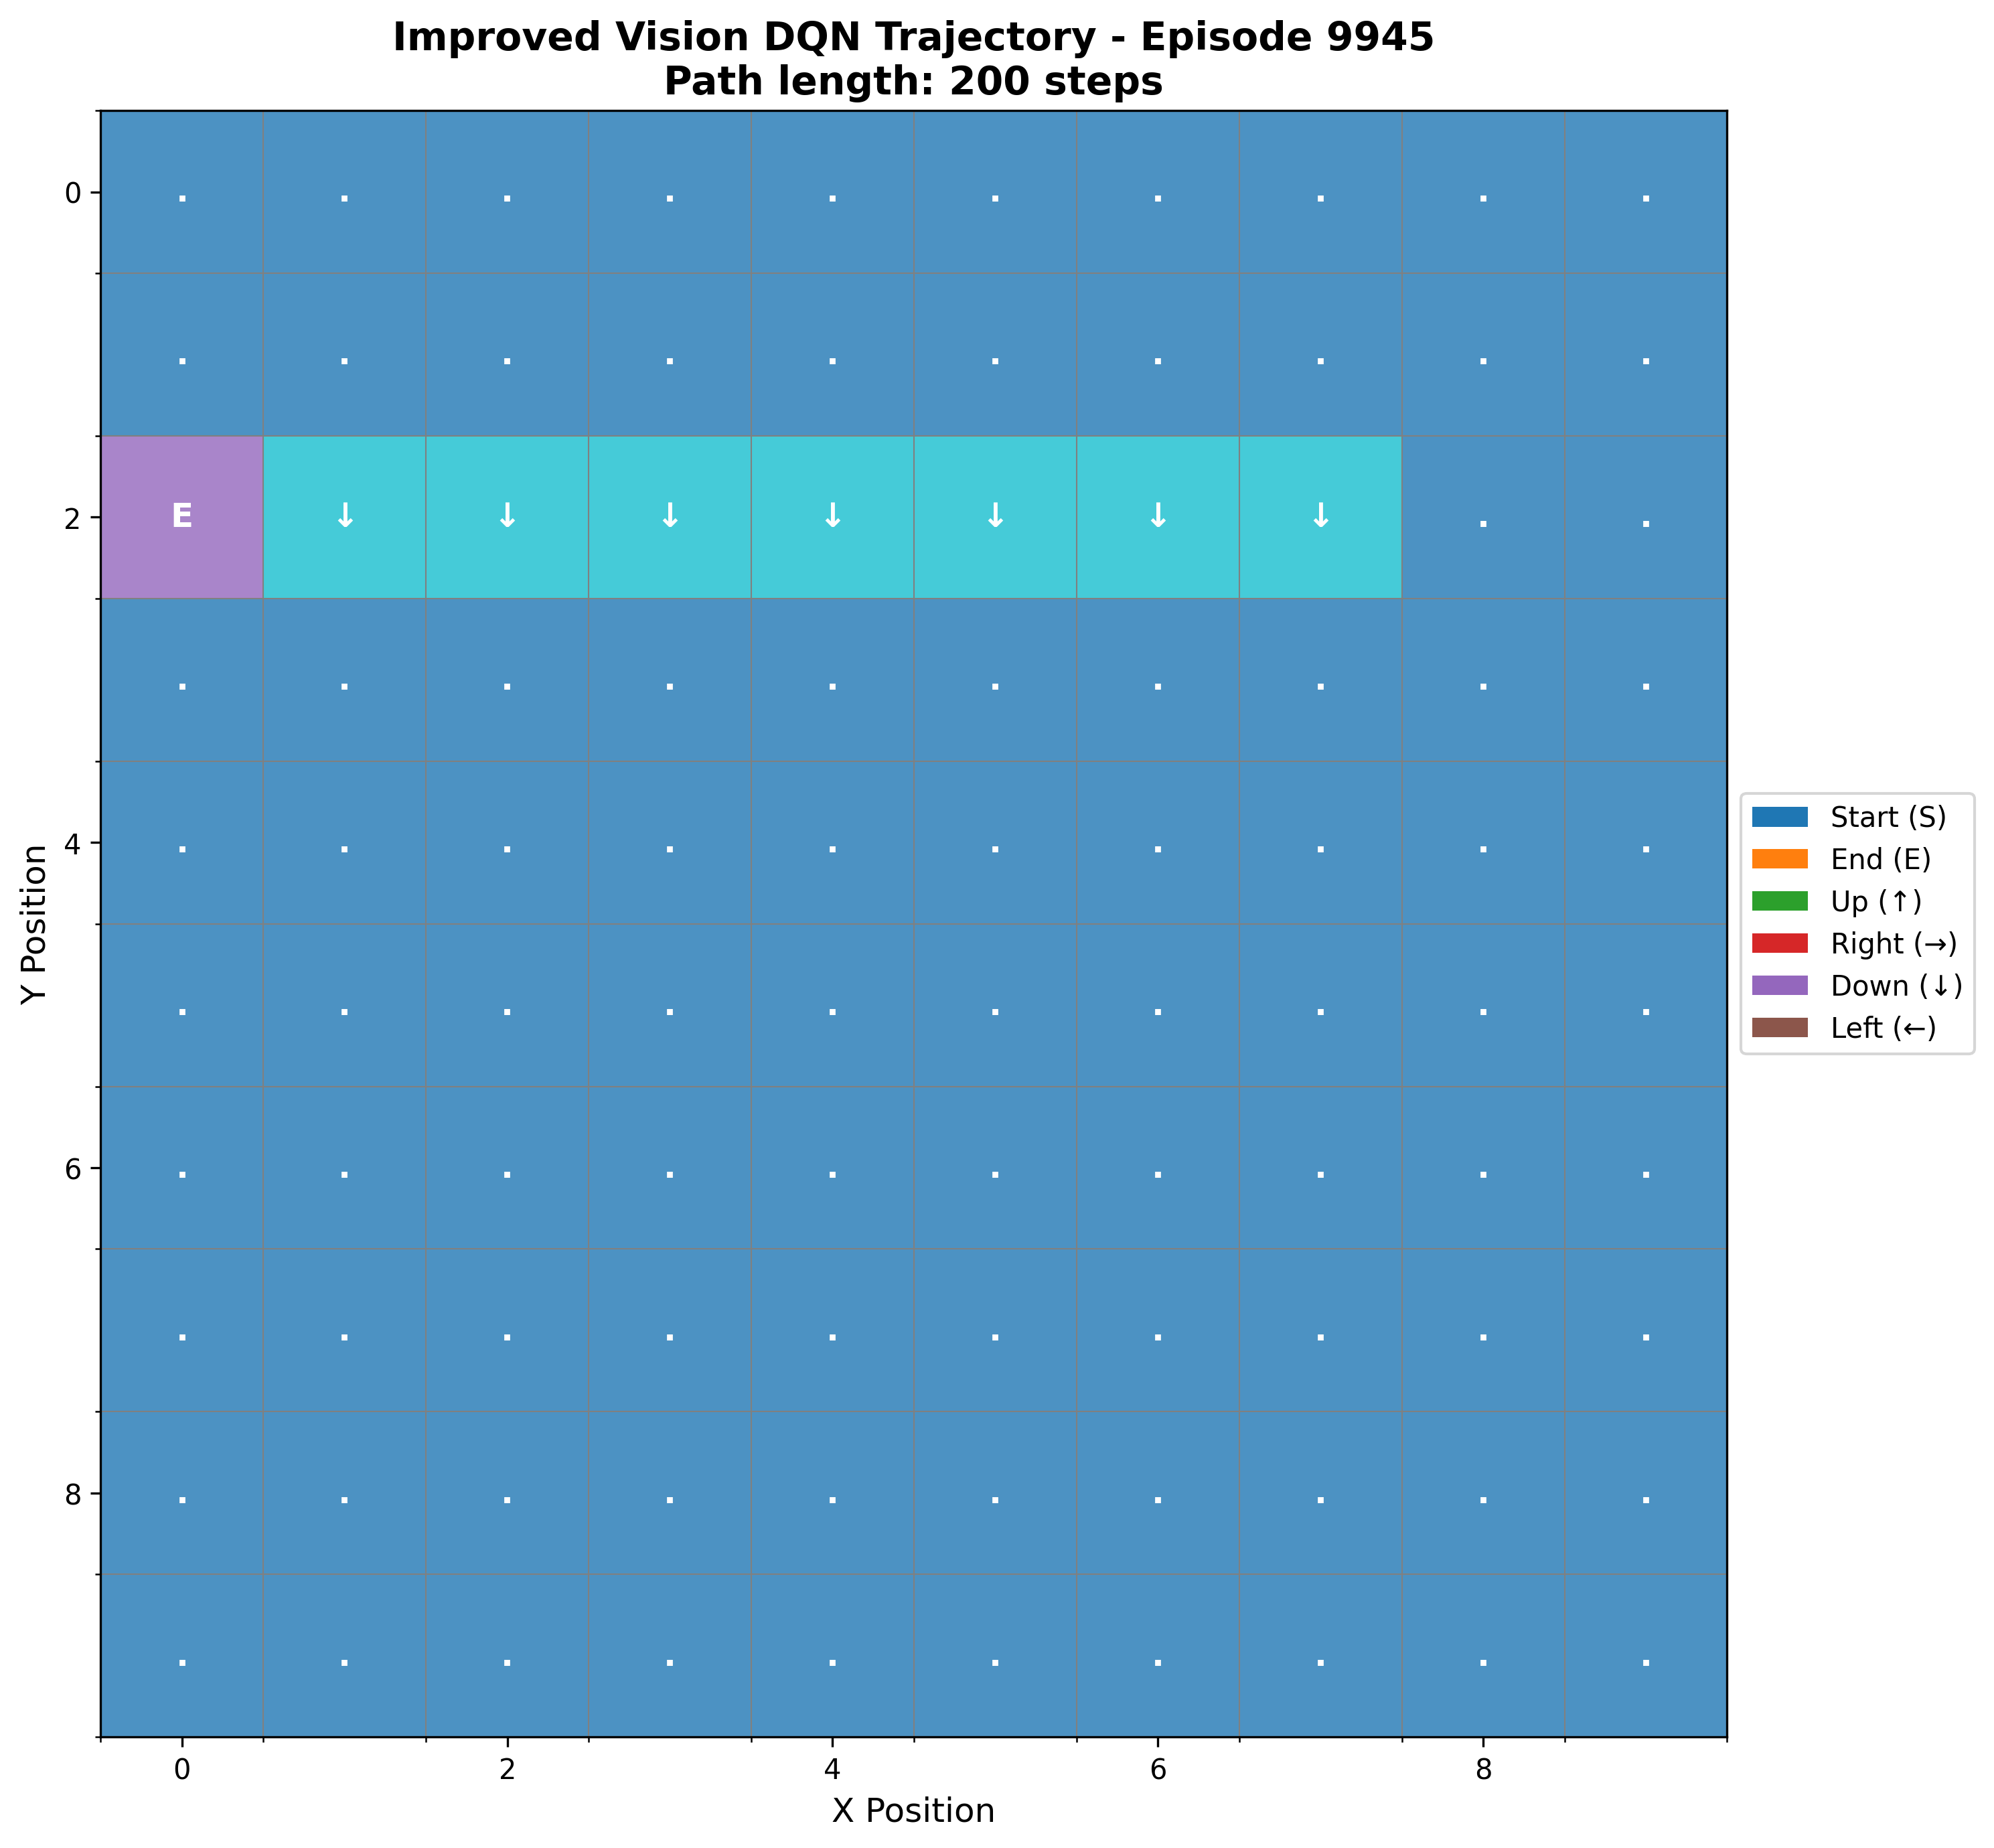 Improved Vision DQN Trajectory - Episode 9945
Path length: 200 steps
0
. . . . . . . . . .
. . . . . . . . . .
2
E ↓ ↓ ↓ ↓ ↓ ↓ ↓ . .
. . . . . . . . . .
4
. . . . . . . . . .
. . . . . . . . . .
6
. . . . . . . . . .
. . . . . . . . . .
8
. . . . . . . . . .
. . . . . . . . . .
0 2 4 6 8
X Position
Y Position
Start (S)
End (E)
Up (↑)
Right (→)
Down (↓)
Left (←)